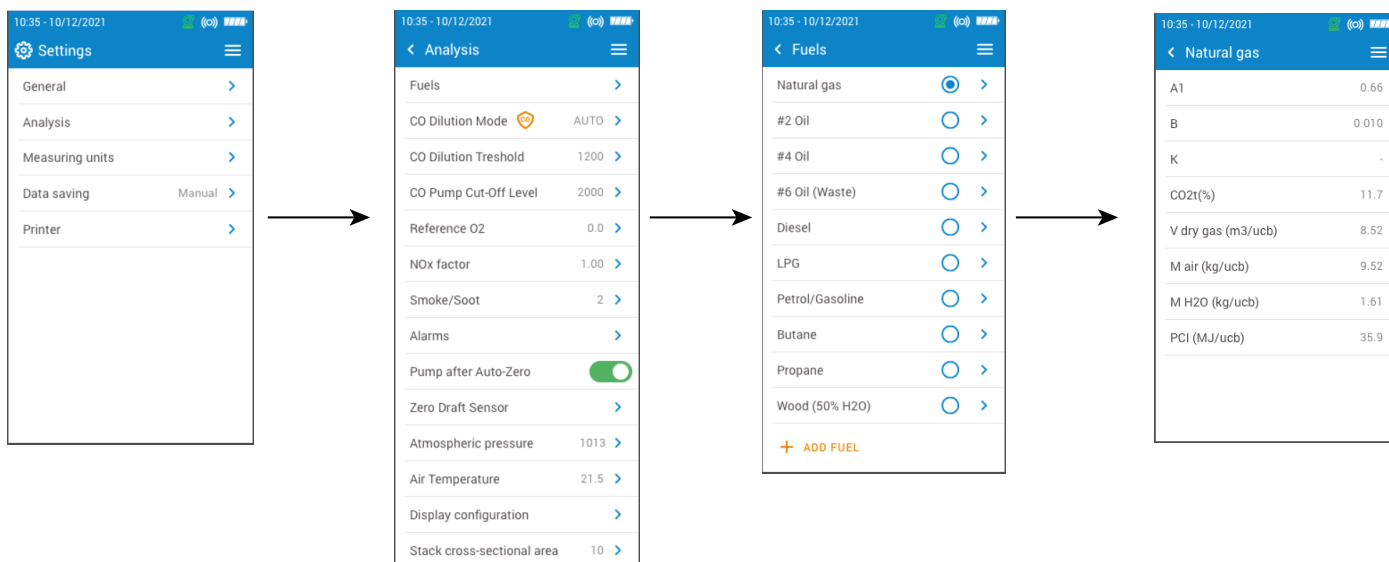 10:35 - 10/12/2021
Settings
General
Analysis
Measuring units
Data saving Manual
Printer
10:35 - 10/12/2021
Analysis
Fuels
CO Dilution Mode CO AUTO
CO Dilution Treshold 1200
CO Pump Cut-Off Level 2000
Reference O2 0.0
NOx factor 1.00
Smoke/Soot 2
Alarms
Pump after Auto-Zero
Zero Draft Sensor
Atmospheric pressure 1013
Air Temperature 21.5
Display configuration
Stack cross-sectional area 10
10:35 - 10/12/2021
Fuels
Natural gas
#2 Oil
#4 Oil
#6 Oil (Waste)
Diesel
LPG
Petrol/Gasoline
Butane
Propane
Wood (50% H2O)
+ ADD FUEL
10:35 - 10/12/2021
Natural gas
A1 0.66
B 0.010
K -
CO2t(%) 11.7
V dry gas (m3/ucb) 8.52
M air (kg/ucb) 9.52
M H2O (kg/ucb) 1.61
PCI (MJ/ucb) 35.9